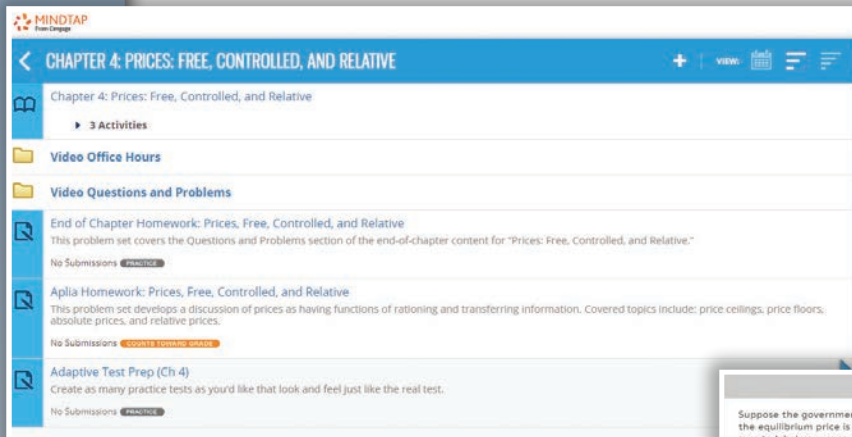 MINDTAP
From Cengage
CHAPTER 4: PRICES: FREE, CONTROLLED, AND RELATIVE
+ VIEW:
Chapter 4: Prices: Free, Controlled, and Relative
3 Activities
Video Office Hours
Video Questions and Problems
End of Chapter Homework: Prices, Free, Controlled, and Relative
This problem set covers the Questions and Problems section of the end-of-chapter content for "Prices: Free, Controlled, and Relative."
No Submissions PRACTICE
Aplia Homework: Prices, Free, Controlled, and Relative
This problem set develops a discussion of prices as having functions of rationing and transferring information. Covered topics include: price ceilings, price floors,
absolute prices, and relative prices.
No Submissions COUNTS TOWARD GRADE
Adaptive Test Prep (Ch 4)
Create as many practice tests as you'd like that look and feel just like the real test.
No Submissions PRACTICE
Suppose the governmen
the equilibrium price is